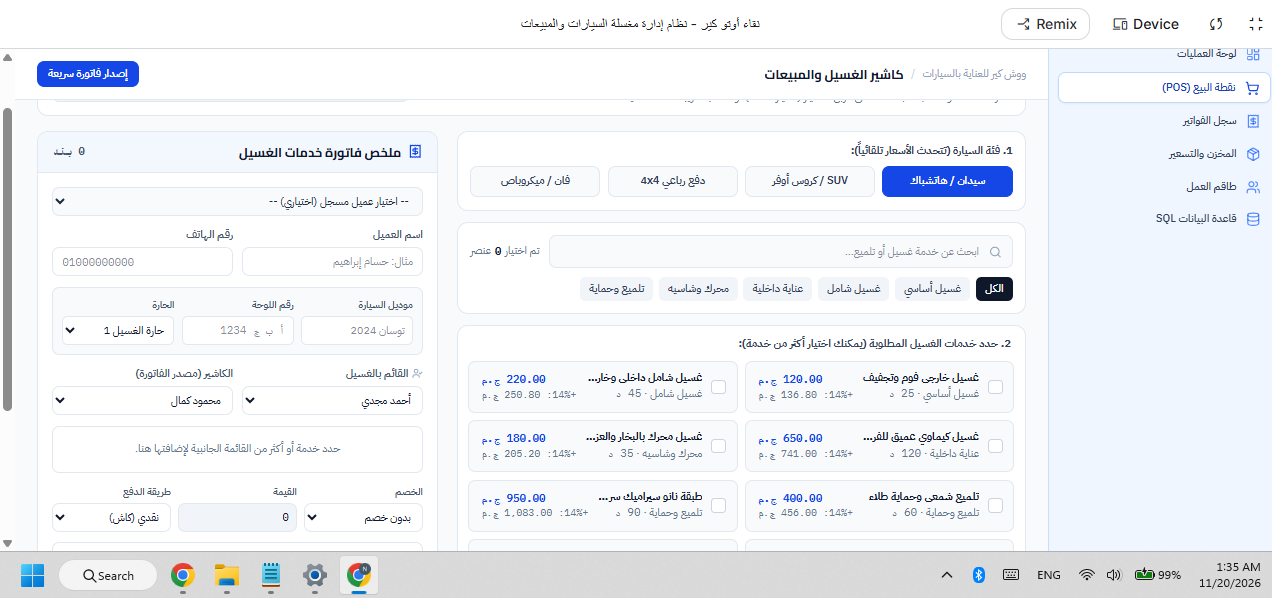 نقاء أوتو كير - نظام إدارة مغسلة السيارات والمبيعات
Remix
Device
لوحة العمليات
نقطة البيع (POS)
سجل الفواتير
المخزن والتسعير
طاقم العمل
قاعدة البيانات SQL
ووش كير للعناية بالسيارات / كاشير الغسيل والمبيعات
إصدار فاتورة سريعة
1. فئة السيارة (تتحدث الأسعار تلقائياً):
سيدان / هاتشباك
SUV / كروس أوفر
دفع رباعي 4x4
فان / ميكروباص
ابحث عن خدمة غسيل أو تلميع...
تم اختيار 0 عنصر
الكل
غسيل أساسي
غسيل شامل
عناية داخلية
محرك وشاسيه
تلميع وحماية
2. حدد خدمات الغسيل المطلوبة (يمكنك اختيار أكثر من خدمة):
غسيل خارجي فوم وتجفيف
120.00 ج.م
غسيل أساسي · 25 د
+14%: 136.80 ج.م
غسيل شامل داخلي وخار...
220.00 ج.م
غسيل شامل · 45 د
+14%: 250.80 ج.م
غسيل كيماوي عميق للفر...
650.00 ج.م
عناية داخلية · 120 د
+14%: 741.00 ج.م
غسيل محرك بالبخار والعز...
180.00 ج.م
محرك وشاسيه · 35 د
+14%: 205.20 ج.م
تلميع شمعي وحماية طلاء
400.00 ج.م
تلميع وحماية · 60 د
+14%: 456.00 ج.م
طبقة نانو سيراميك سر...
950.00 ج.م
تلميع وحماية · 90 د
+14%: 1,083.00 ج.م
ملخص فاتورة خدمات الغسيل
0 بند
-- اختيار عميل مسجل (اختياري) --
اسم العميل
رقم الهاتف
مثال: حسام إبراهيم
01000000000
موديل السيارة
رقم اللوحة
الحارة
توسان 2024
أ ب ج 1234
حارة الغسيل 1
القائم بالغسيل
الكاشير (مصدر الفاتورة)
أحمد مجدي
محمود كمال
حدد خدمة أو أكثر من القائمة الجانبية لإضافتها هنا.
الخصم
القيمة
طريقة الدفع
بدون خصم
0
نقدي (كاش)
Search
ENG
99%
1:35 AM
11/20/2026